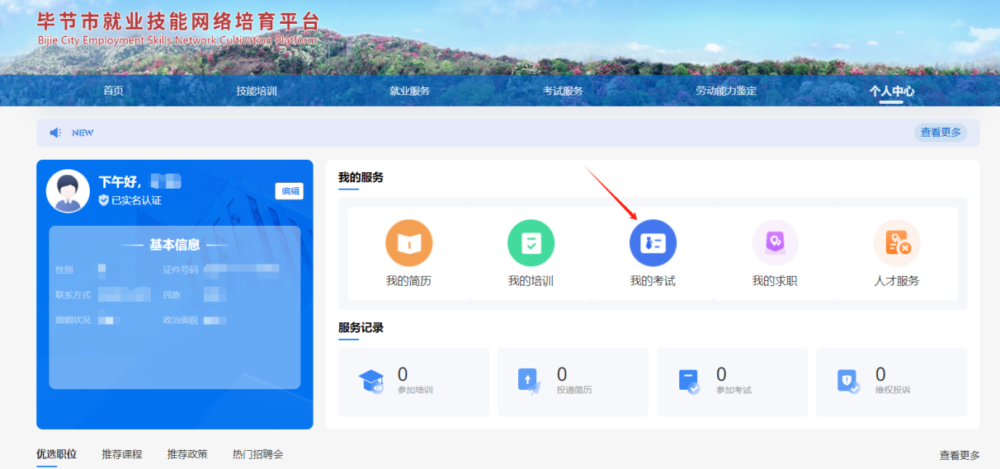 毕节市就业技能网络培育平台
Bijie City Employment Skills Network Cultivation Platform
首页 技能培训 就业服务 考试服务 劳动能力鉴定 个人中心
NEW 查看更多
下午好，
已实名认证
编辑
基本信息
性别 证件号码
联系方式 民族
婚姻状况 政治面貌
我的服务
我的简历 我的培训 我的考试 我的求职 人才服务
服务记录
0 0 0 0
参加培训 投递简历 参加考试 维权投诉
优选职位 推荐课程 推荐政策 热门招聘会 查看更多